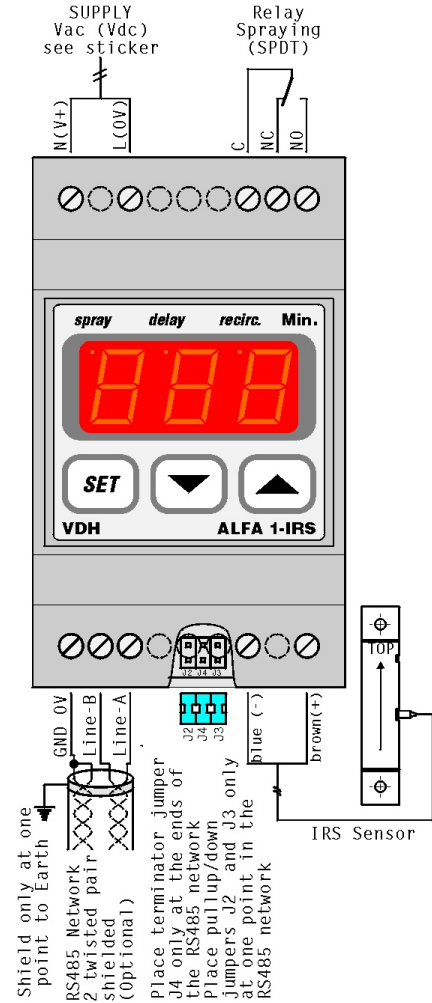 SUPPLY
Vac (Vdc)
see sticker
Relay
Spraying
(SPDT)
N(V+)
L(0V)
C
NC
NO
spray delay recirc. Min.
888
SET
VDH ALFA 1-IRS
J2 J4 J3
TOP
GND 0V
Line-B
Line-A
J2
J4
J3
blue (-)
brown(+)
IRS Sensor
Shield only at one
point to Earth
RS485 Network
2 twisted pair
shielded
(Optional)
Place terminator jumper
J4 only at the ends of
the RS485 network
Place pullup/down
jumpers J2 and J3 only
at one point in the
RS485 network